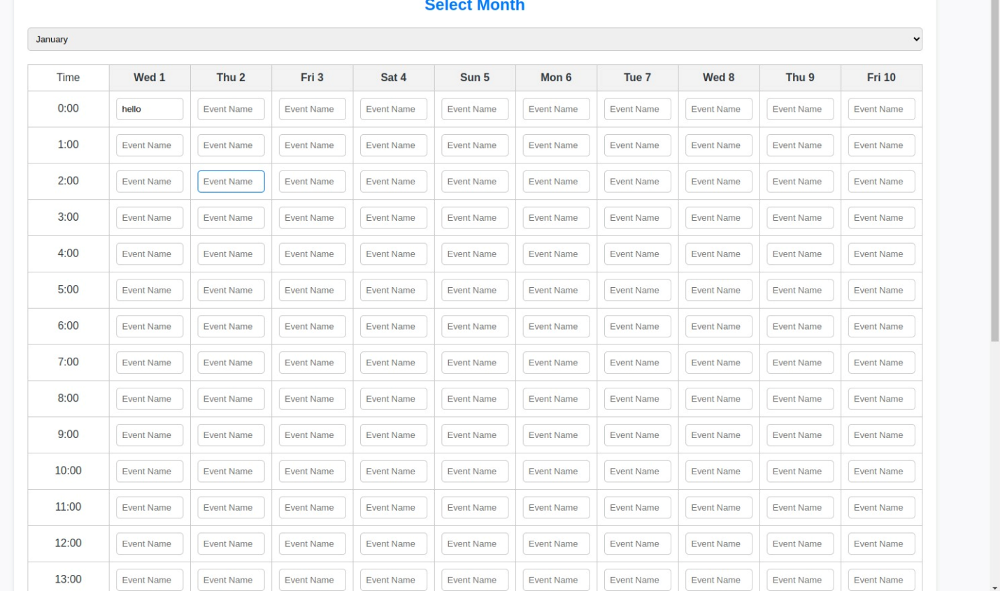 Select Month
January
Time Wed 1 Thu 2 Fri 3 Sat 4 Sun 5 Mon 6 Tue 7 Wed 8 Thu 9 Fri 10
0:00 hello Event Name Event Name Event Name Event Name Event Name Event Name Event Name Event Name Event Name
1:00 Event Name Event Name Event Name Event Name Event Name Event Name Event Name Event Name Event Name Event Name
2:00 Event Name Event Name Event Name Event Name Event Name Event Name Event Name Event Name Event Name Event Name
3:00 Event Name Event Name Event Name Event Name Event Name Event Name Event Name Event Name Event Name Event Name
4:00 Event Name Event Name Event Name Event Name Event Name Event Name Event Name Event Name Event Name Event Name
5:00 Event Name Event Name Event Name Event Name Event Name Event Name Event Name Event Name Event Name Event Name
6:00 Event Name Event Name Event Name Event Name Event Name Event Name Event Name Event Name Event Name Event Name
7:00 Event Name Event Name Event Name Event Name Event Name Event Name Event Name Event Name Event Name Event Name
8:00 Event Name Event Name Event Name Event Name Event Name Event Name Event Name Event Name Event Name Event Name
9:00 Event Name Event Name Event Name Event Name Event Name Event Name Event Name Event Name Event Name Event Name
10:00 Event Name Event Name Event Name Event Name Event Name Event Name Event Name Event Name Event Name Event Name
11:00 Event Name Event Name Event Name Event Name Event Name Event Name Event Name Event Name Event Name Event Name
12:00 Event Name Event Name Event Name Event Name Event Name Event Name Event Name Event Name Event Name Event Name
13:00 Event Name Event Name Event Name Event Name Event Name Event Name Event Name Event Name Event Name Event Name